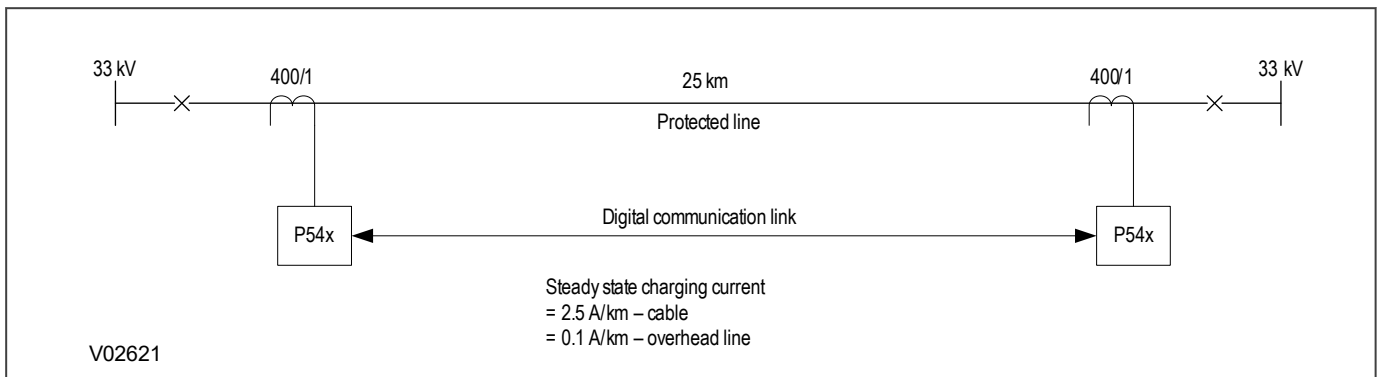 33 kV
400/1
25 km
400/1
33 kV
Protected line
P54x
Digital communication link
P54x
Steady state charging current
= 2.5 A/km – cable
= 0.1 A/km – overhead line
V02621